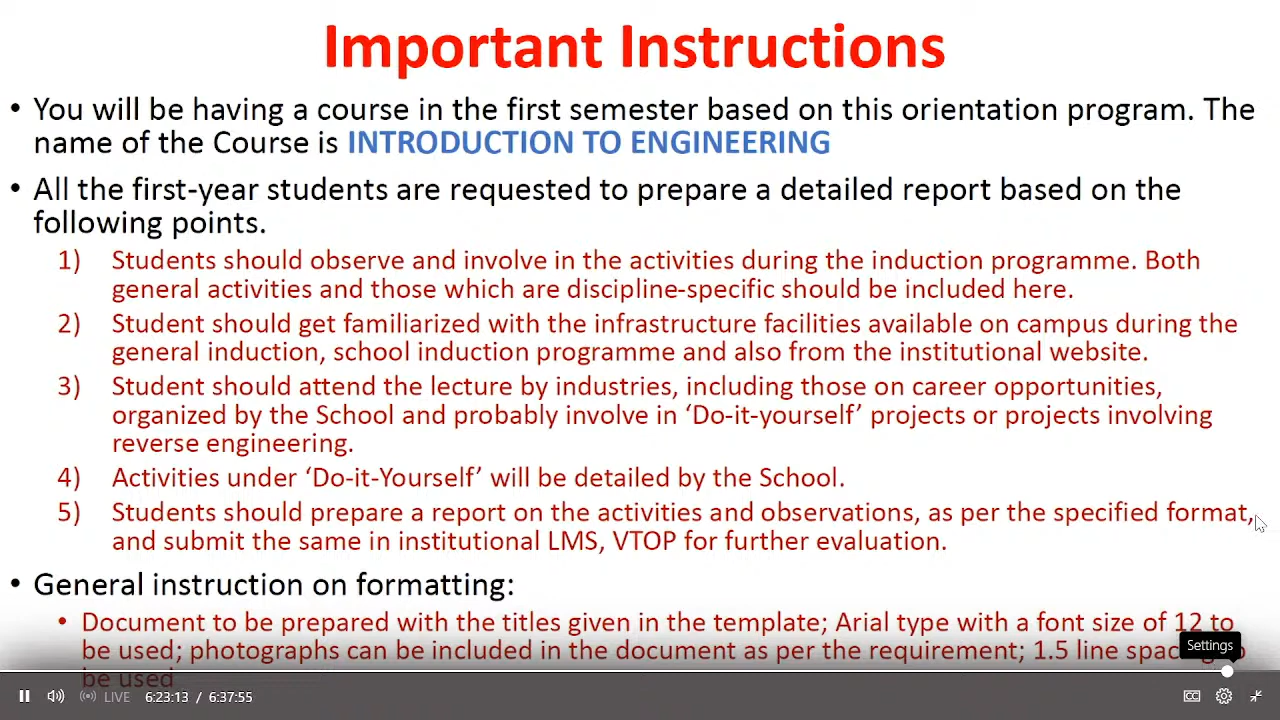 Important Instructions
• You will be having a course in the first semester based on this orientation program. The
name of the Course is INTRODUCTION TO ENGINEERING
• All the first-year students are requested to prepare a detailed report based on the
following points.
1) Students should observe and involve in the activities during the induction programme. Both
general activities and those which are discipline-specific should be included here.
2) Student should get familiarized with the infrastructure facilities available on campus during the
general induction, school induction programme and also from the institutional website.
3) Student should attend the lecture by industries, including those on career opportunities,
organized by the School and probably involve in ‘Do-it-yourself’ projects or projects involving
reverse engineering.
4) Activities under ‘Do-it-Yourself’ will be detailed by the School.
5) Students should prepare a report on the activities and observations, as per the specified format,
and submit the same in institutional LMS, VTOP for further evaluation.
• General instruction on formatting:
• Document to be prepared with the titles given in the template; Arial type with a font size of 12 to
be used; photographs can be included in the document as per the requirement; 1.5 line spacing to
be used
Settings
LIVE 6:23:13 / 6:37:55
CC